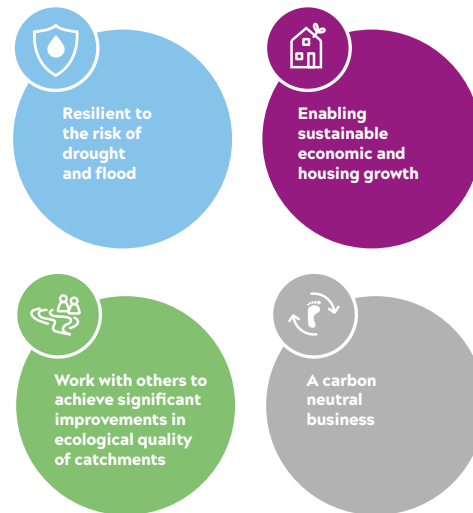 Resilient to
the risk of
drought
and flood
Enabling
sustainable
economic and
housing growth
Work with others to
achieve significant
improvements in
ecological quality
of catchments
A carbon
neutral
business